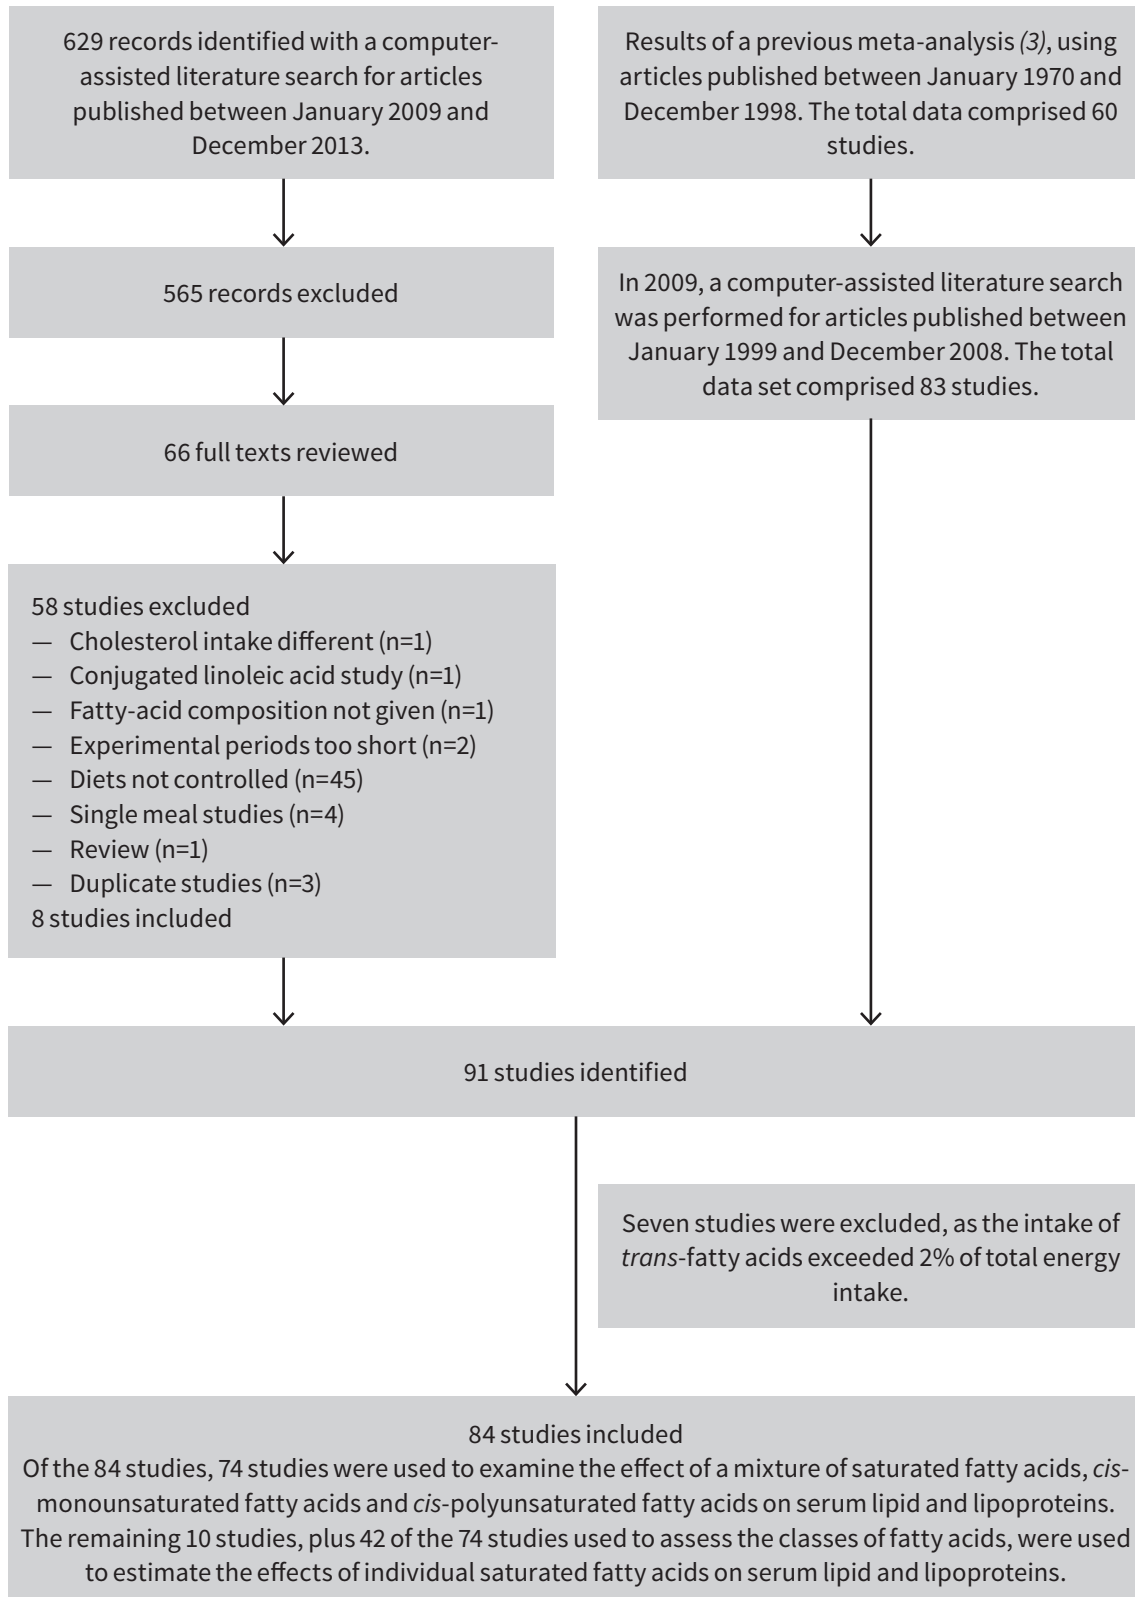 629 records identified with a computer-
assisted literature search for articles
published between January 2009 and
December 2013.
Results of a previous meta-analysis (3), using
articles published between January 1970 and
December 1998. The total data comprised 60
studies.
565 records excluded
In 2009, a computer-assisted literature search
was performed for articles published between
January 1999 and December 2008. The total
data set comprised 83 studies.
66 full texts reviewed
58 studies excluded
— Cholesterol intake different (n=1)
— Conjugated linoleic acid study (n=1)
— Fatty-acid composition not given (n=1)
— Experimental periods too short (n=2)
— Diets not controlled (n=45)
— Single meal studies (n=4)
— Review (n=1)
— Duplicate studies (n=3)
8 studies included
91 studies identified
Seven studies were excluded, as the intake of
trans-fatty acids exceeded 2% of total energy
intake.
84 studies included
Of the 84 studies, 74 studies were used to examine the effect of a mixture of saturated fatty acids, cis-
monounsaturated fatty acids and cis-polyunsaturated fatty acids on serum lipid and lipoproteins.
The remaining 10 studies, plus 42 of the 74 studies used to assess the classes of fatty acids, were used
to estimate the effects of individual saturated fatty acids on serum lipid and lipoproteins.